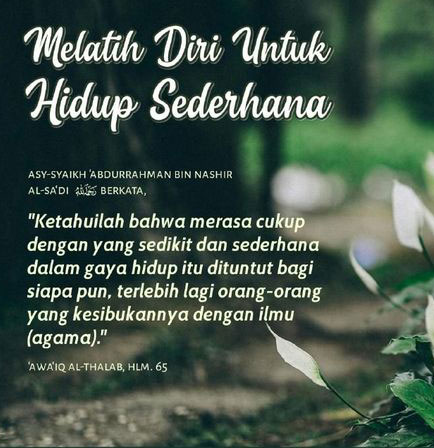 Melatih Diri Untuk
Hidup Sederhana
ASY-SYAIKH 'ABDURRAHMAN BIN NASHIR
AL-SA'DI رحمه الله BERKATA,
"Ketahuilah bahwa merasa cukup
dengan yang sedikit dan sederhana
dalam gaya hidup itu dituntut bagi
siapa pun, terlebih lagi orang-orang
yang kesibukannya dengan ilmu
(agama)."
'AWA'IQ AL-THALAB, HLM. 65